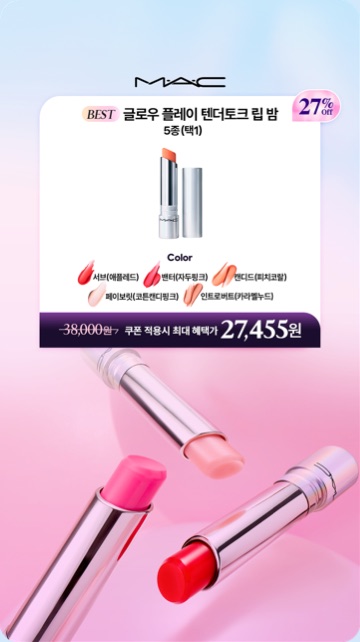 MAC
BEST 글로우 플레이 텐더토크 립 밤
27% Off
5종(택1)
Color
서브(애플레드) 밴터(자두핑크) 캔디드(피치코랄)
페이보릿(코튼캔디핑크) 인트로버트(카라멜누드)
38,000원 쿠폰 적용시 최대 혜택가 27,455원
MAC